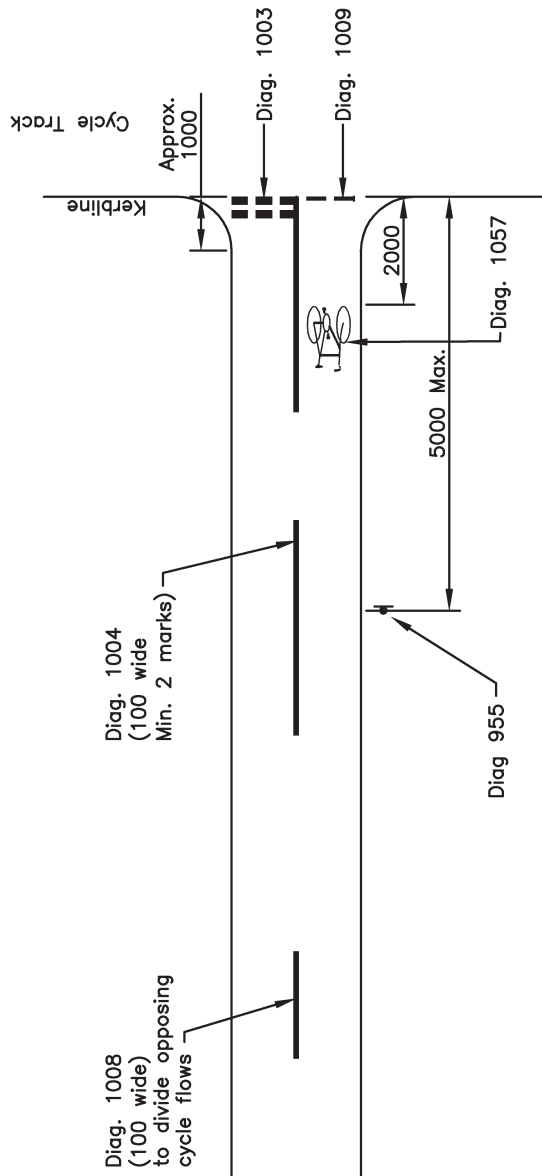 Cycle Track
Approx.
1000
Kerbline
Diag. 1003
Diag. 1009
2000
Diag. 1057
5000 Max.
Diag. 1004
(100 wide
Min. 2 marks)
Diag 955
Diag. 1008
(100 wide)
to divide opposing
cycle flows